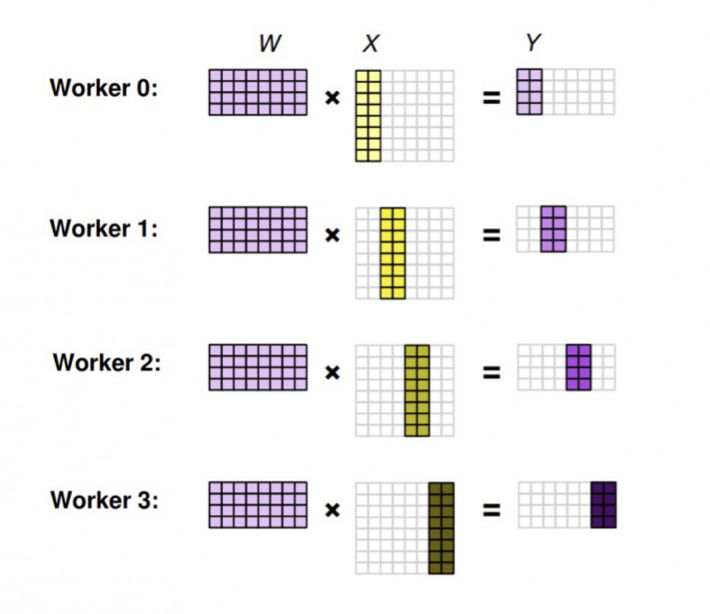 W X Y
Worker 0: × =
Worker 1: × =
Worker 2: × =
Worker 3: × =